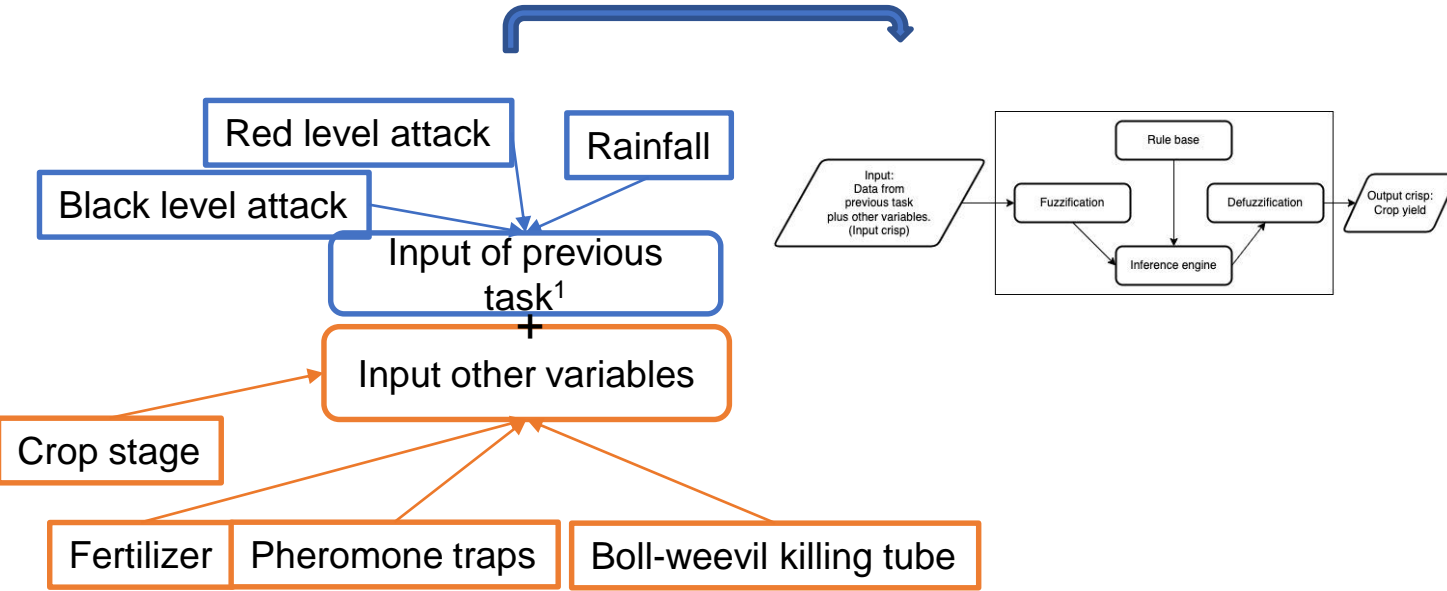 Red level attack
Rainfall
Black level attack
Input of previous
task1
+
Input other variables
Crop stage
Fertilizer
Pheromone traps
Boll-weevil killing tube
Rule base
Input:
Data from
previous task
plus other variables.
(Input crisp)
Fuzzification
Defuzzification
Inference engine
Output crisp:
Crop yield